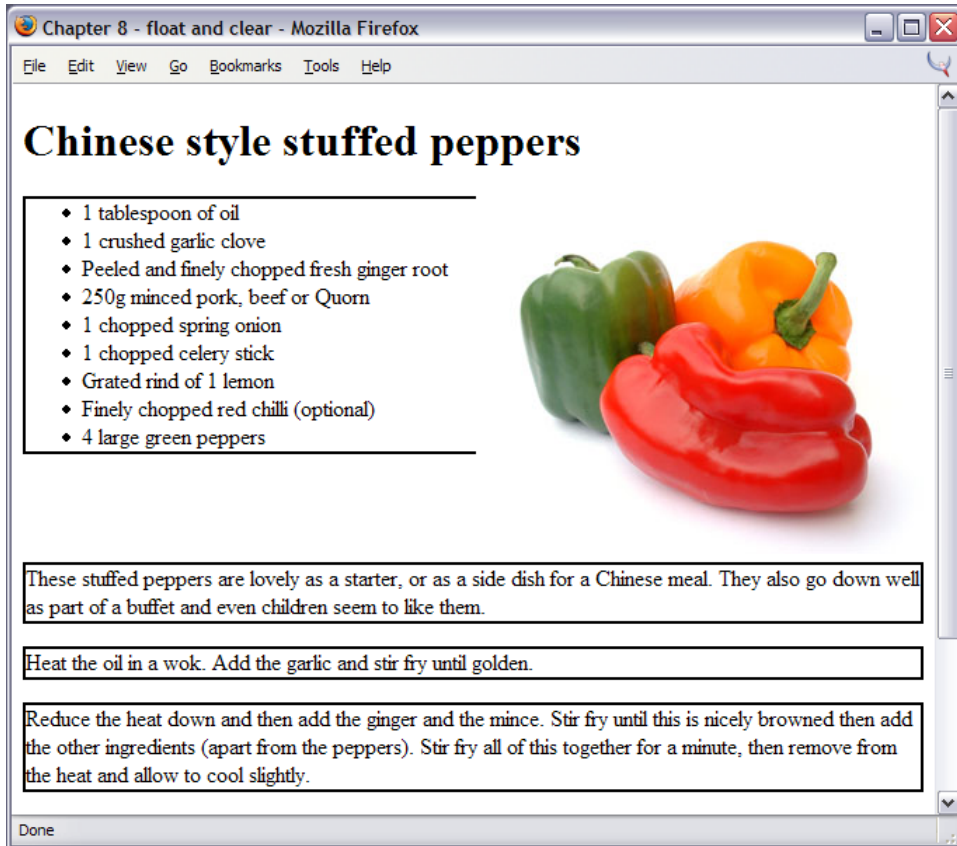 Chapter 8 - float and clear - Mozilla Firefox
File Edit View Go Bookmarks Tools Help
Chinese style stuffed peppers
1 tablespoon of oil
1 crushed garlic clove
Peeled and finely chopped fresh ginger root
250g minced pork, beef or Quorn
1 chopped spring onion
1 chopped celery stick
Grated rind of 1 lemon
Finely chopped red chilli (optional)
4 large green peppers
These stuffed peppers are lovely as a starter, or as a side dish for a Chinese meal. They also go down well
as part of a buffet and even children seem to like them.
Heat the oil in a wok. Add the garlic and stir fry until golden.
Reduce the heat down and then add the ginger and the mince. Stir fry until this is nicely browned then add
the other ingredients (apart from the peppers). Stir fry all of this together for a minute, then remove from
the heat and allow to cool slightly.
Done